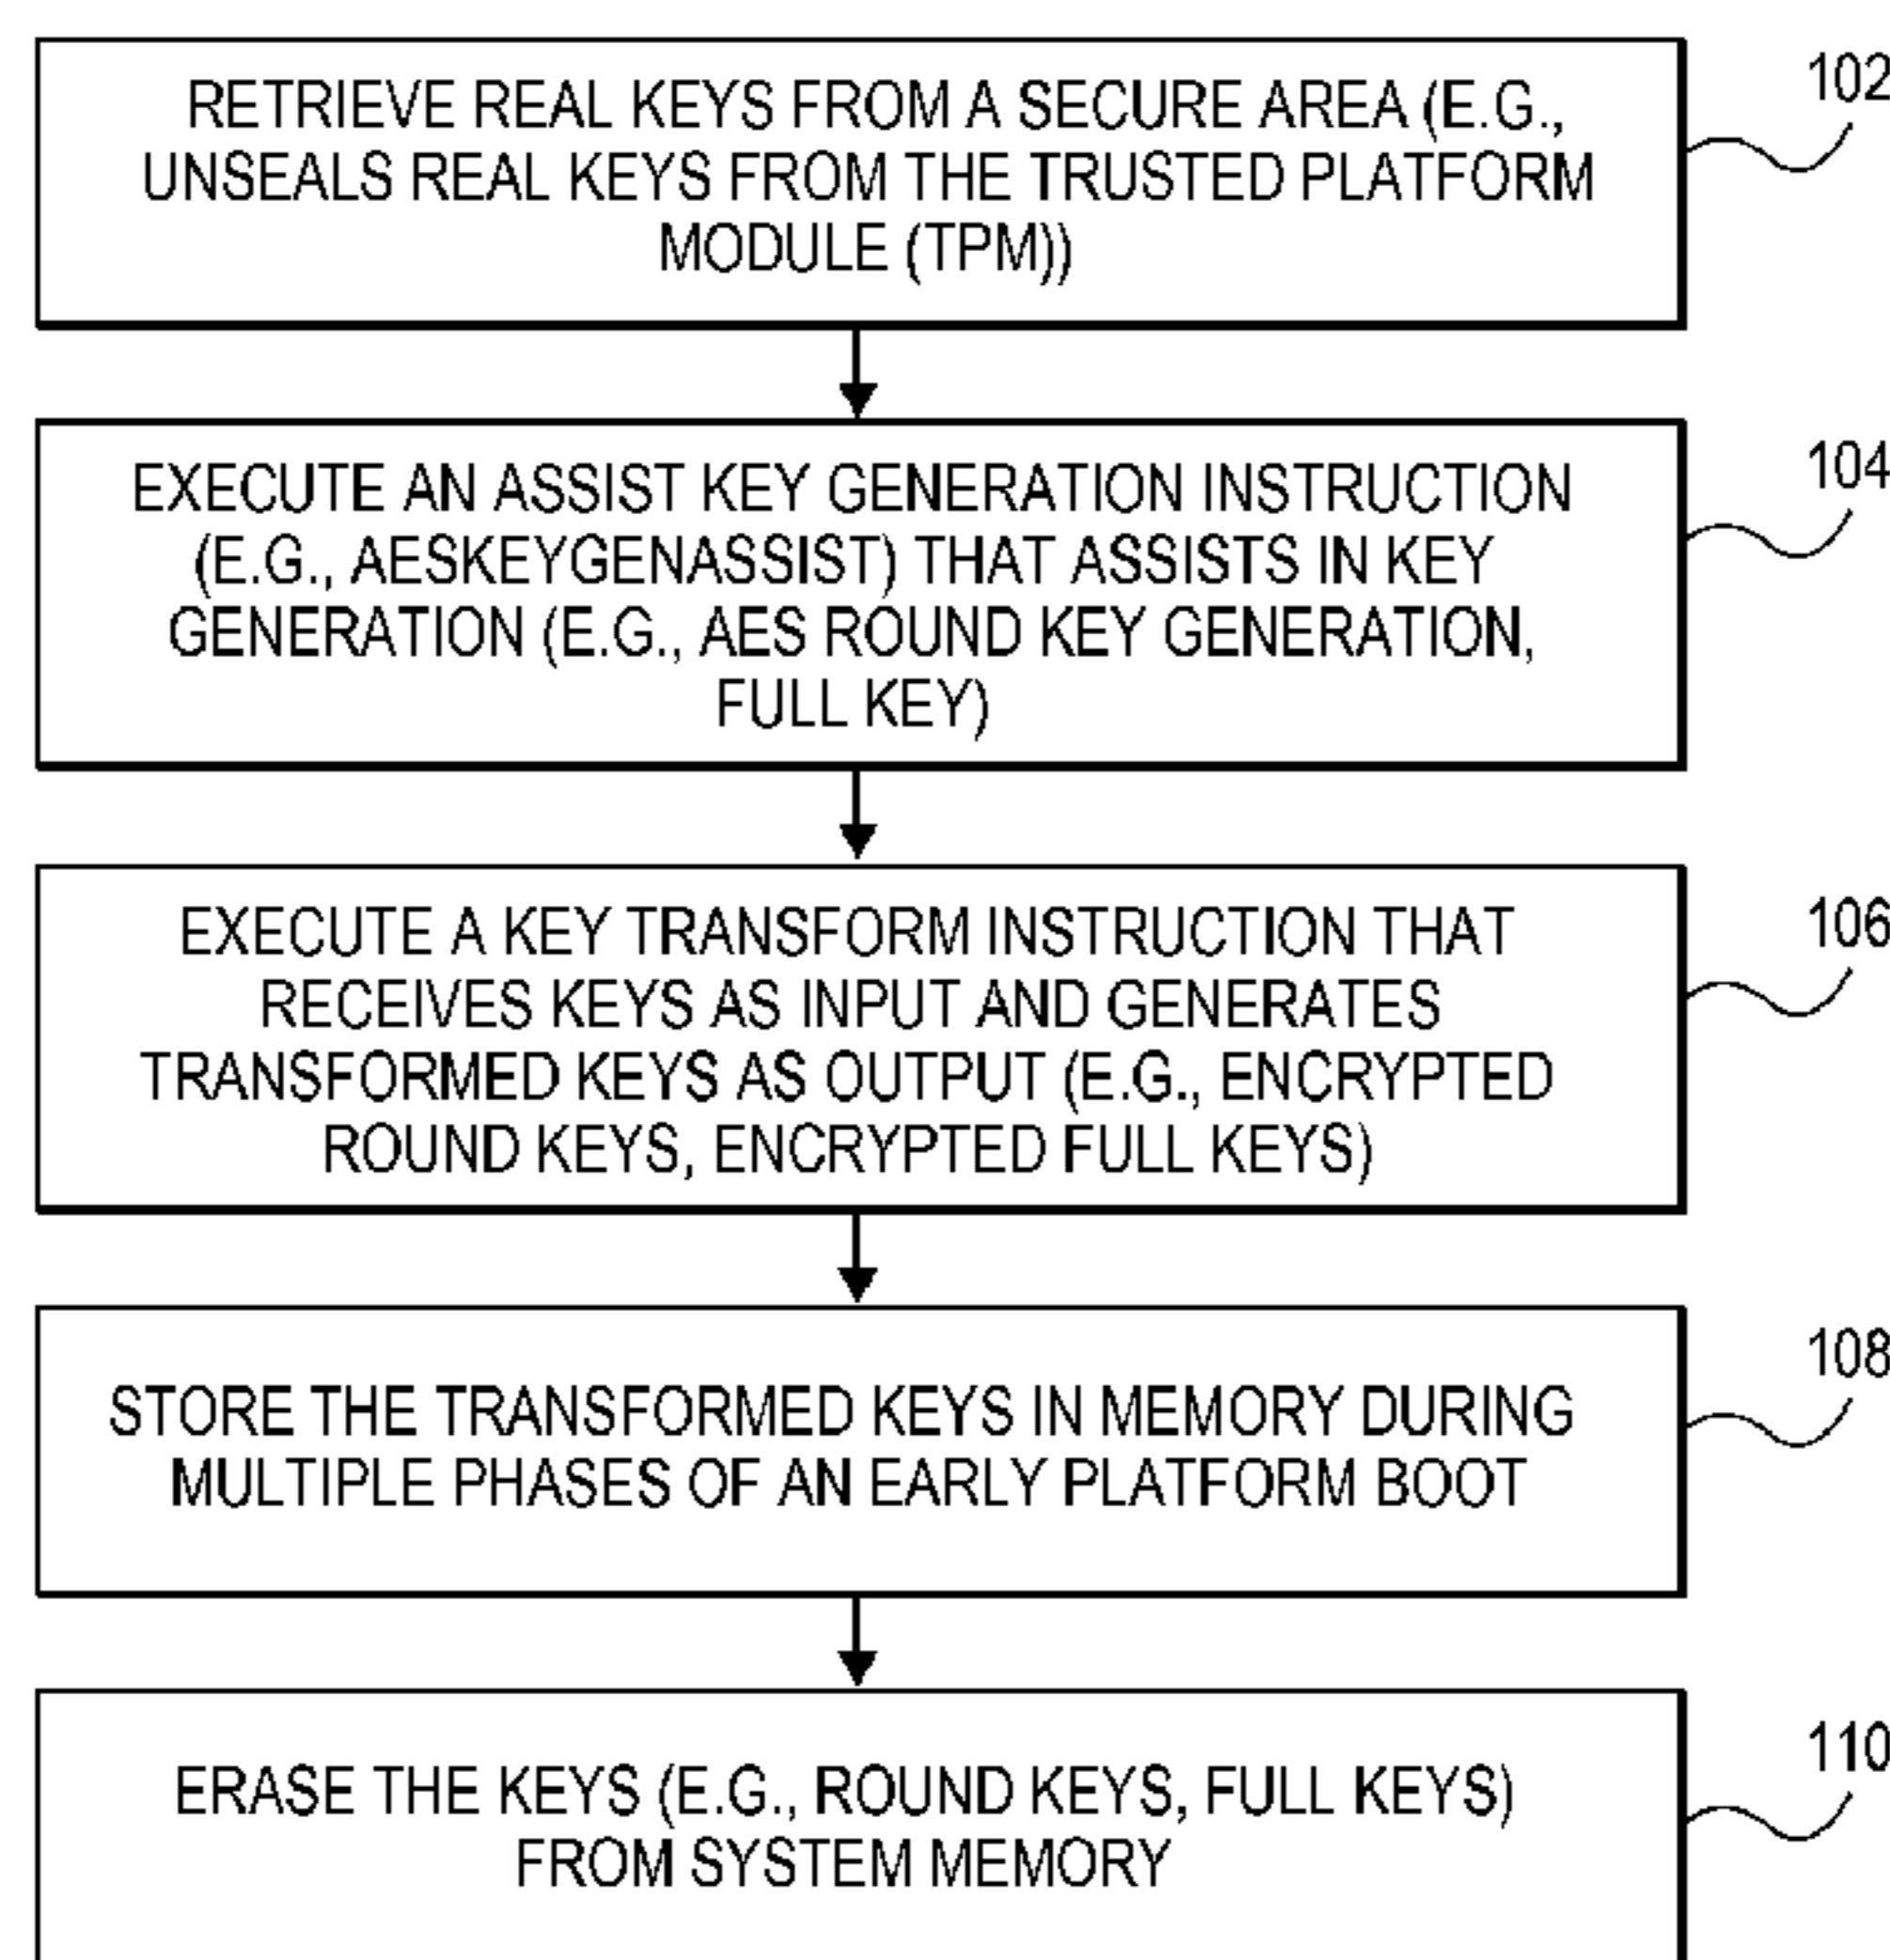 RETRIEVE REAL KEYS FROM A SECURE AREA (E.G.,
UNSEALS REAL KEYS FROM THE TRUSTED PLATFORM
MODULE (TPM))
102
EXECUTE AN ASSIST KEY GENERATION INSTRUCTION
(E.G., AESKEYGENASSIST) THAT ASSISTS IN KEY
GENERATION (E.G., AES ROUND KEY GENERATION,
FULL KEY)
104
EXECUTE A KEY TRANSFORM INSTRUCTION THAT
RECEIVES KEYS AS INPUT AND GENERATES
TRANSFORMED KEYS AS OUTPUT (E.G., ENCRYPTED
ROUND KEYS, ENCRYPTED FULL KEYS)
106
STORE THE TRANSFORMED KEYS IN MEMORY DURING
MULTIPLE PHASES OF AN EARLY PLATFORM BOOT
108
ERASE THE KEYS (E.G., ROUND KEYS, FULL KEYS)
FROM SYSTEM MEMORY
110